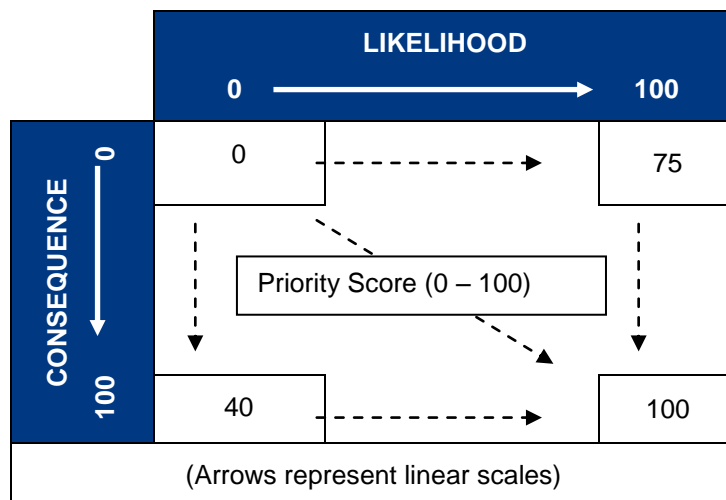 LIKELIHOOD
0 100
CONSEQUENCE
0 100
0 75
Priority Score (0 – 100)
40 100
(Arrows represent linear scales)